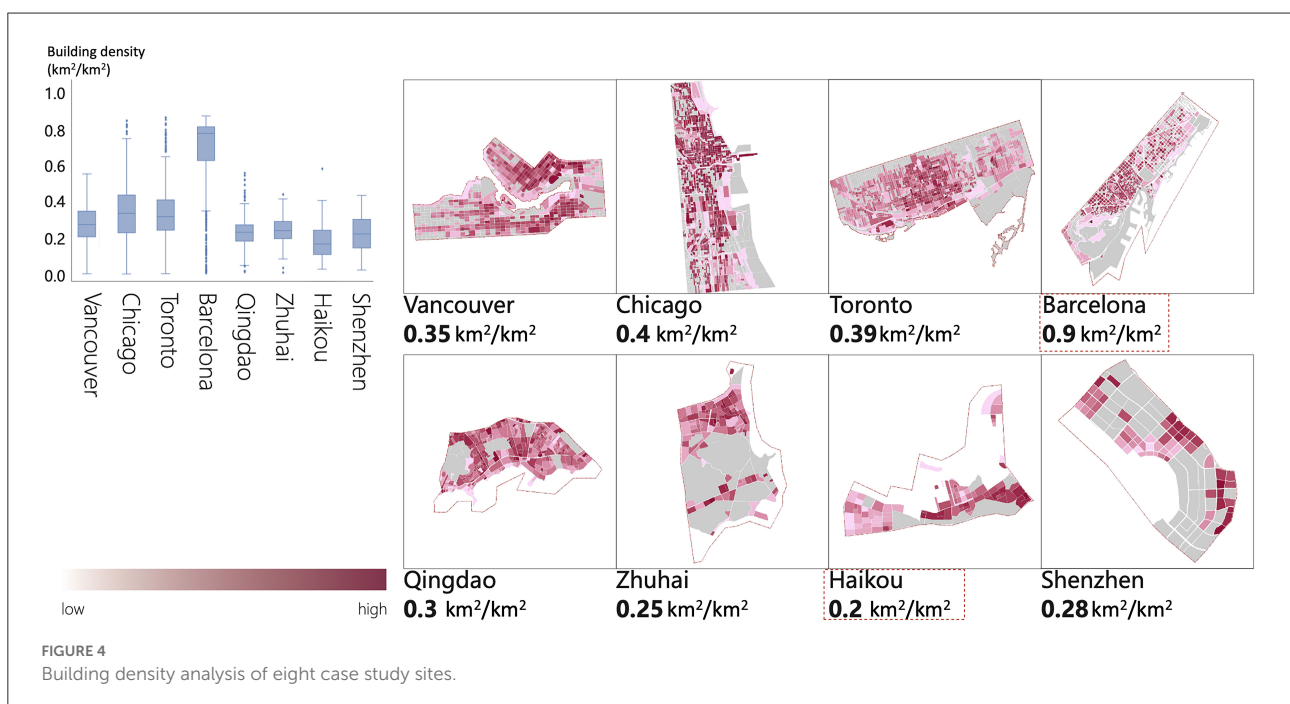 Building density
(km²/km²)
1.0
0.8
0.6
0.4
0.2
0.0
Vancouver
Chicago
Toronto
Barcelona
Qingdao
Zhuhai
Haikou
Shenzhen
low high
Vancouver
0.35 km²/km²
Chicago
0.4 km²/km²
Toronto
0.39 km²/km²
Barcelona
0.9 km²/km²
Qingdao
0.3 km²/km²
Zhuhai
0.25 km²/km²
Haikou
0.2 km²/km²
Shenzhen
0.28 km²/km²
FIGURE 4
Building density analysis of eight case study sites.